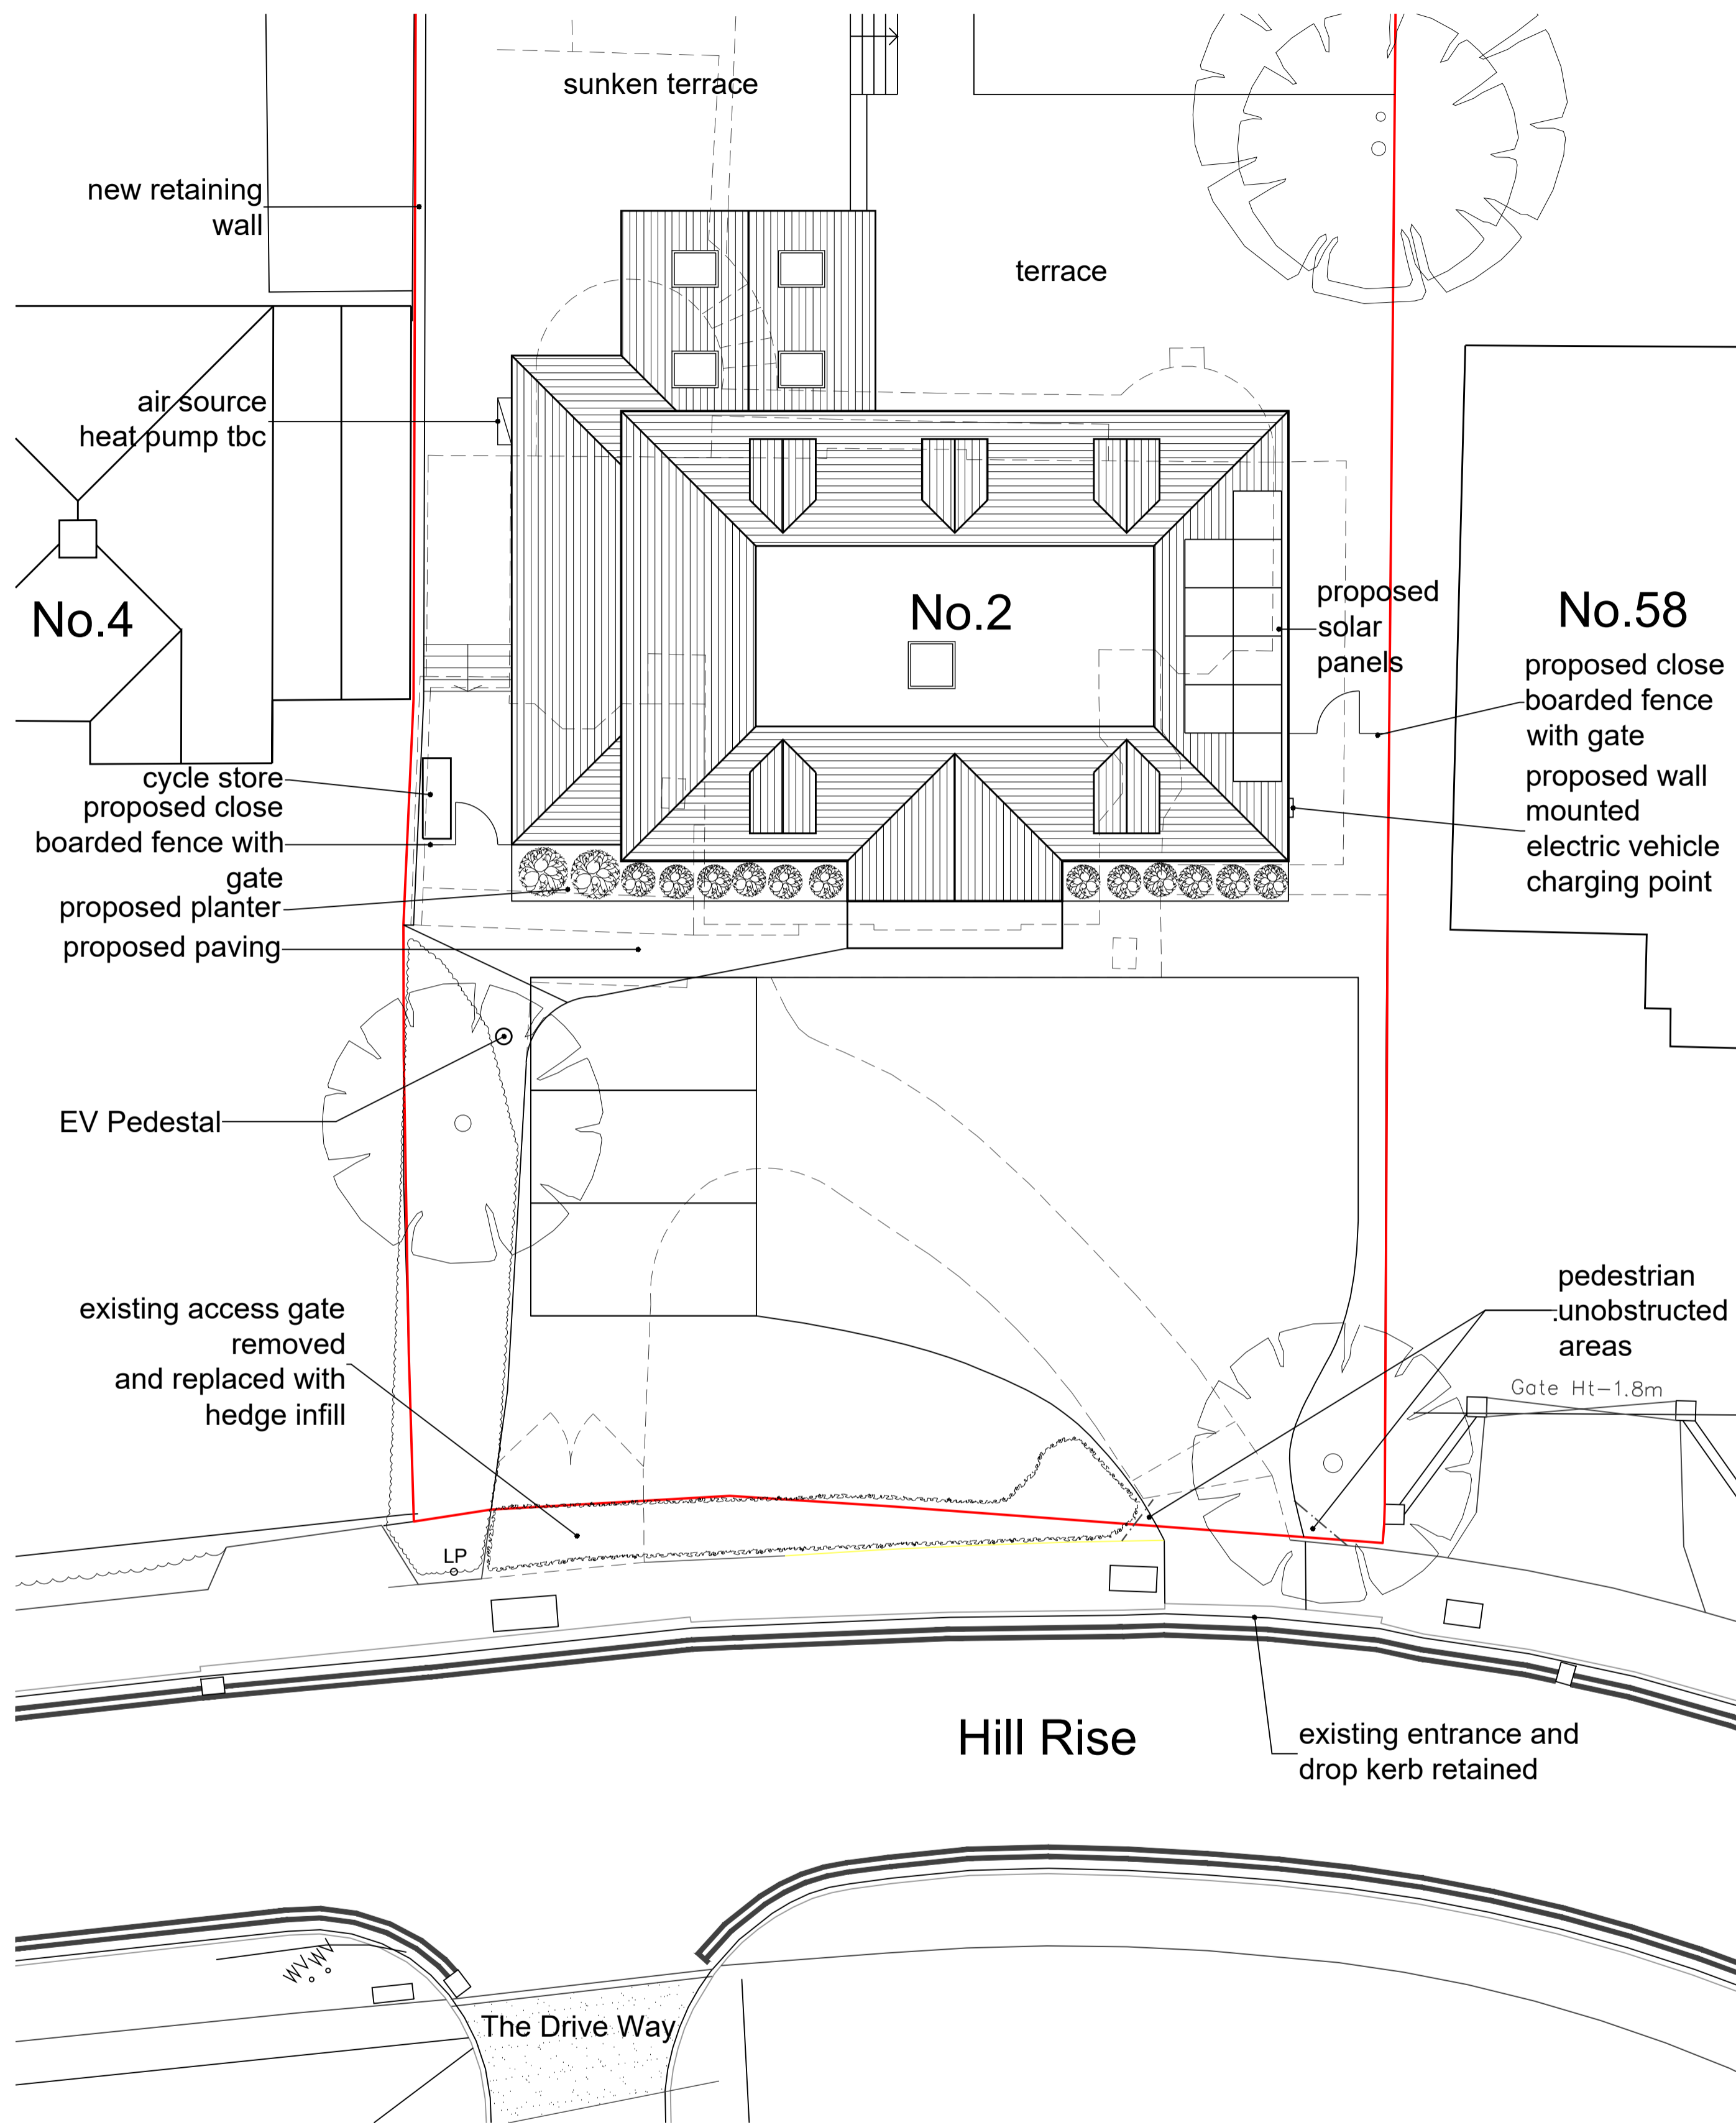 sunken terrace
new retaining
wall
terrace
air source
heat pump tbc
No.4
No.2
proposed
solar
panels
No.58
proposed close
boarded fence
with gate
proposed wall
mounted
electric vehicle
charging point
cycle store
proposed close
boarded fence with
gate
proposed planter
proposed paving
EV Pedestal
existing access gate
removed
and replaced with
hedge infill
pedestrian
unobstructed
areas
Gate Ht-1.8m
LP
Hill Rise
existing entrance and
drop kerb retained
WV
WV
The Drive Way